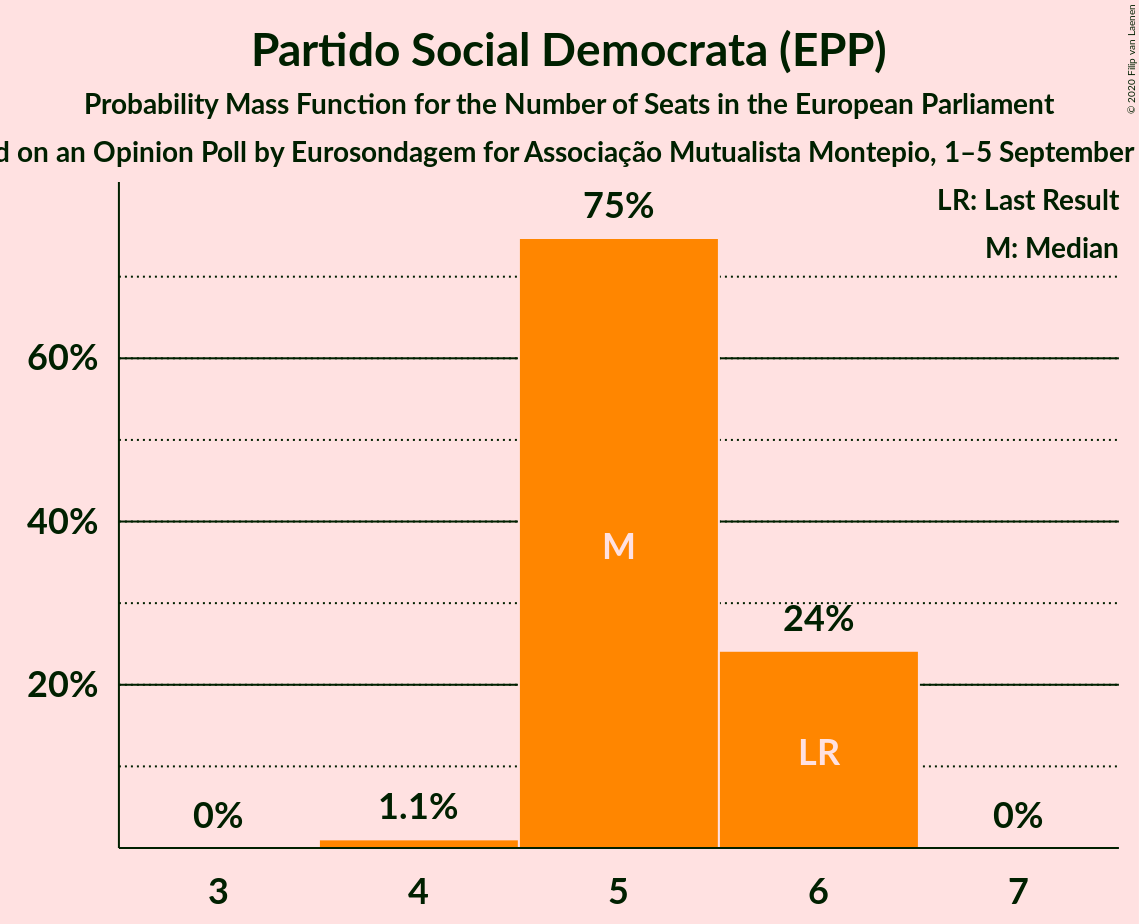 Partido Social Democrata (EPP)
Probability Mass Function for the Number of Seats in the European Parliament
on an Opinion Poll by Eurosondagem for Associação Mutualista Montepio, 1–5 September
© 2020 Filip van Laenen
LR: Last Result
M: Median
75%
60%
40%
M
24%
20%
LR
1.1%
0%
0%
3 4 5 6 7